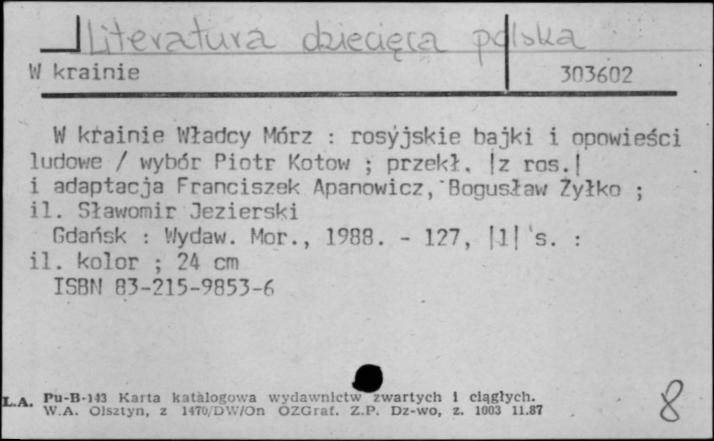 Literatura dziecięca polska
W krainie 303602
W krainie Władcy Mórz : rosyjskie bajki i opowieści
ludowe / wybór Piotr Kotow ; przekł. |z ros.|
i adaptacja Franciszek Apanowicz, Bogusław Żyłko ;
il. Sławomir Jezierski
Gdańsk : Wydaw. Mor., 1988. - 127, |1| s. :
il. kolor ; 24 cm
ISBN 83-215-9853-6
L.A. Pu-B-143 Karta katalogowa wydawnictw zwartych i ciągłych.
W.A. Olsztyn, z 1470/DW/On OZGraf. Z.P. Dz-wo, z. 1003 11.87
8